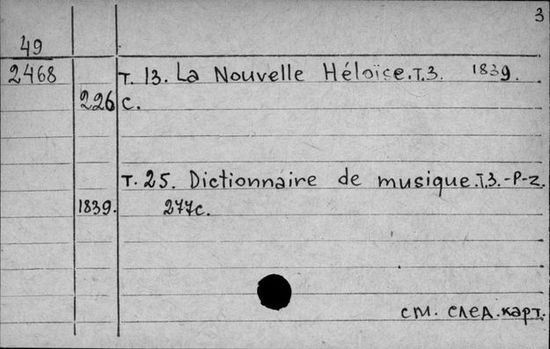 3
49
2468 т. 13. La Nouvelle Héloïse.т.3. 1839.
226 с.
т. 25. Dictionnaire de musique.т.3.-P-Z.
1839. 277с.
см. след.карт.